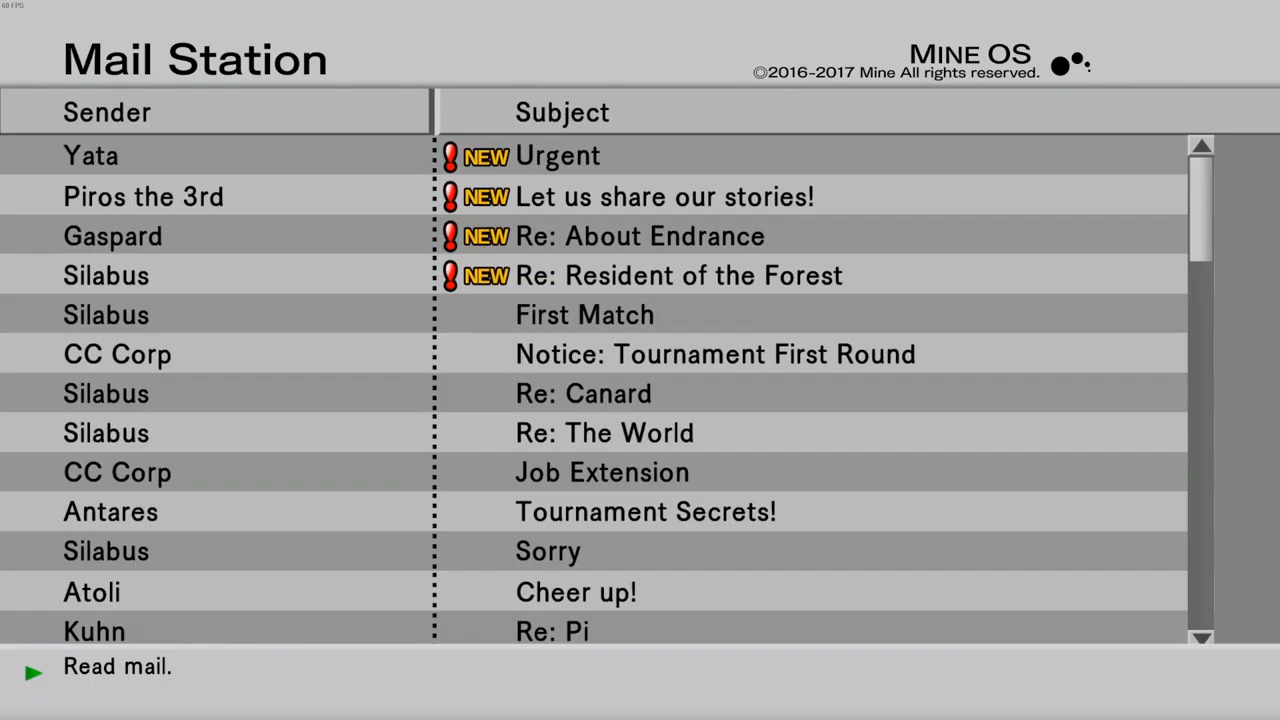 60 FPS
Mail Station
MINE OS
©2016-2017 Mine All rights reserved.
Sender Subject
Yata NEW Urgent
Piros the 3rd NEW Let us share our stories!
Gaspard NEW Re: About Endrance
Silabus NEW Re: Resident of the Forest
Silabus First Match
CC Corp Notice: Tournament First Round
Silabus Re: Canard
Silabus Re: The World
CC Corp Job Extension
Antares Tournament Secrets!
Silabus Sorry
Atoli Cheer up!
Kuhn Re: Pi
Read mail.